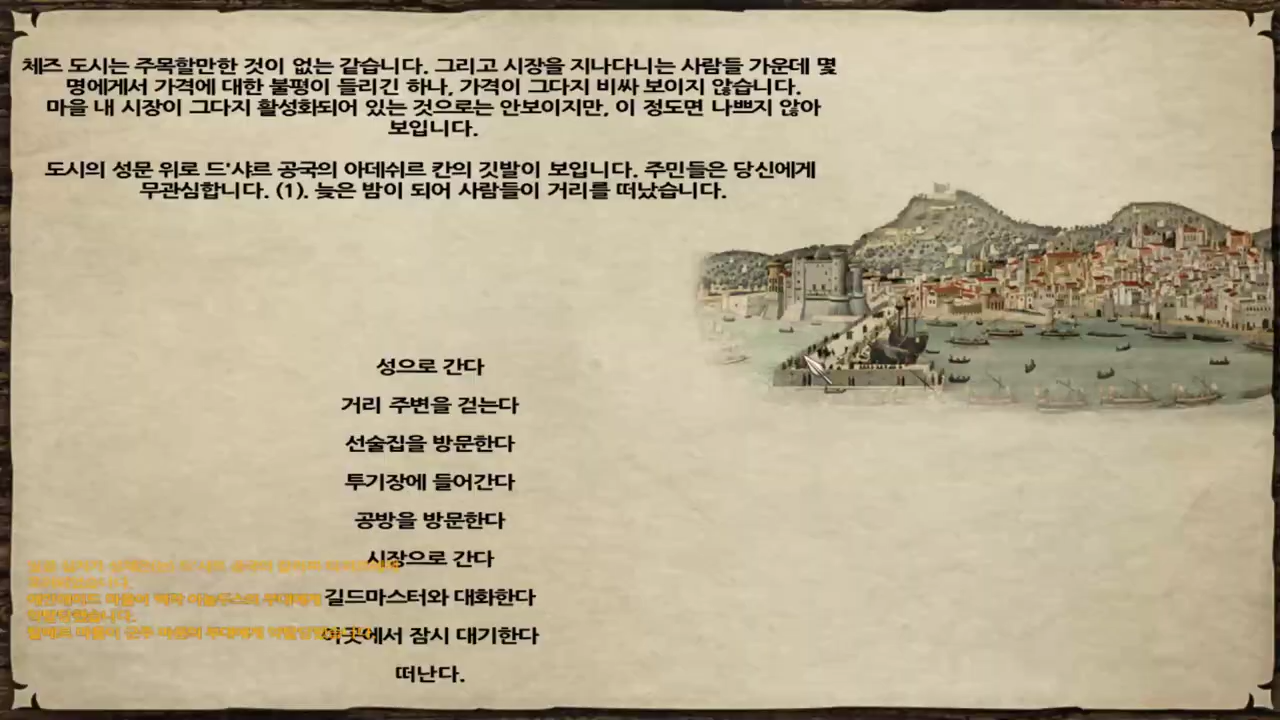 체즈 도시는 주목할만한 것이 없는 같습니다. 그리고 시장을 지나다니는 사람들 가운데 몇
명에게서 가격에 대한 불평이 들리긴 하나, 가격이 그다지 비싸 보이지 않습니다.
마을 내 시장이 그다지 활성화되어 있는 것으로는 안보이지만, 이 정도면 나쁘지 않아
보입니다.
도시의 성문 위로 드'샤르 공국의 아데쉬르 칸의 깃발이 보입니다. 주민들은 당신에게
무관심합니다. (1). 늦은 밤이 되어 사람들이 거리를 떠났습니다.
성으로 간다
거리 주변을 걷는다
선술집을 방문한다
투기장에 들어간다
공방을 방문한다
시장으로 간다
길드마스터와 대화한다
이곳에서 잠시 대기한다
떠난다.